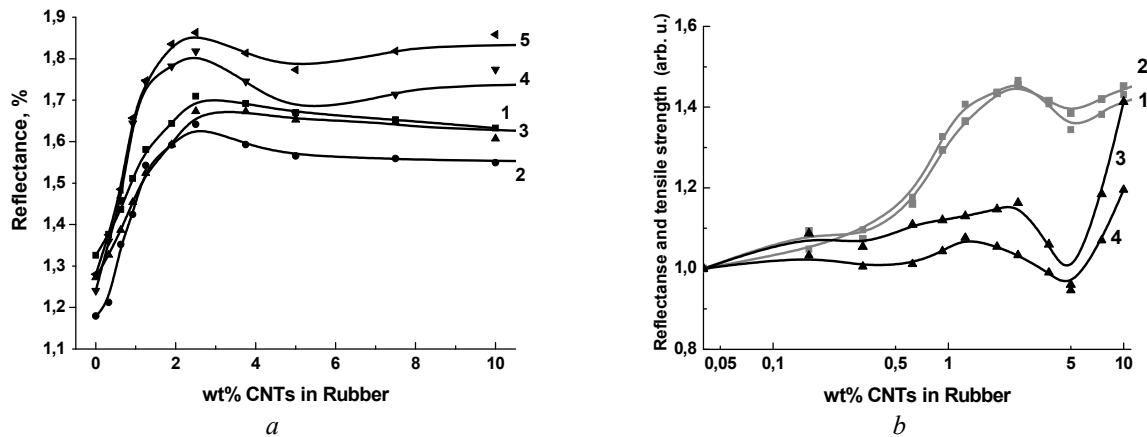 1,9
1,8
1,7
1,6
1,5
1,4
1,3
1,2
1,1
Reflectance, %
0 2 4 6 8 10
wt% CNTs in Rubber
5
4
1
3
2
a
1,6
1,4
1,2
1,0
0,8
Reflectanse and tensile strength (arb. u.)
0,05 0,1 0,5 1 5 10
wt% CNTs in Rubber
2
1
3
4
b